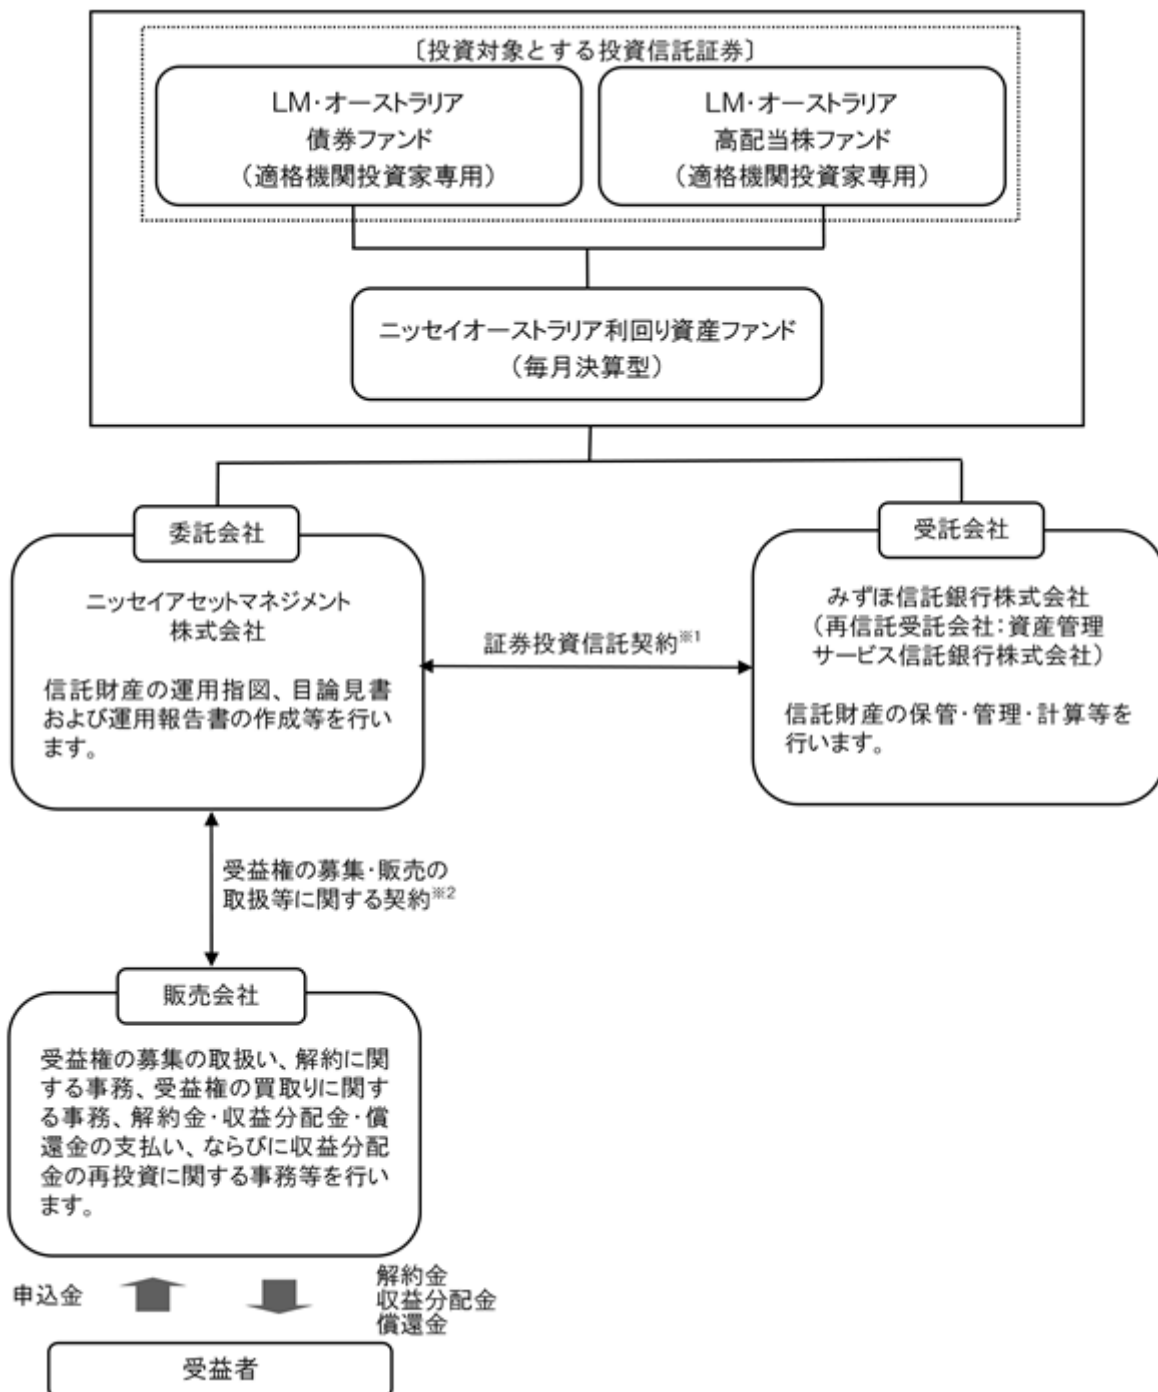 〔投資対象とする投資信託証券〕
LM・オーストラリア
債券ファンド
（適格機関投資家専用）
LM・オーストラリア
高配当株ファンド
（適格機関投資家専用）
ニッセイオーストラリア利回り資産ファンド
（毎月決算型）
委託会社
ニッセイアセットマネジメント
株式会社
信託財産の運用指図、目論見書
および運用報告書の作成等を行い
ます。
証券投資信託契約※1
受託会社
みずほ信託銀行株式会社
（再信託受託会社：資産管理
サービス信託銀行株式会社）
信託財産の保管・管理・計算等を
行います。
受益権の募集・販売の
取扱等に関する契約※2
販売会社
受益権の募集の取扱い、解約に関
する事務、受益権の買取りに関す
る事務、解約金・収益分配金・償
還金の支払い、ならびに収益分配
金の再投資に関する事務等を行い
ます。
申込金
解約金
収益分配金
償還金
受益者